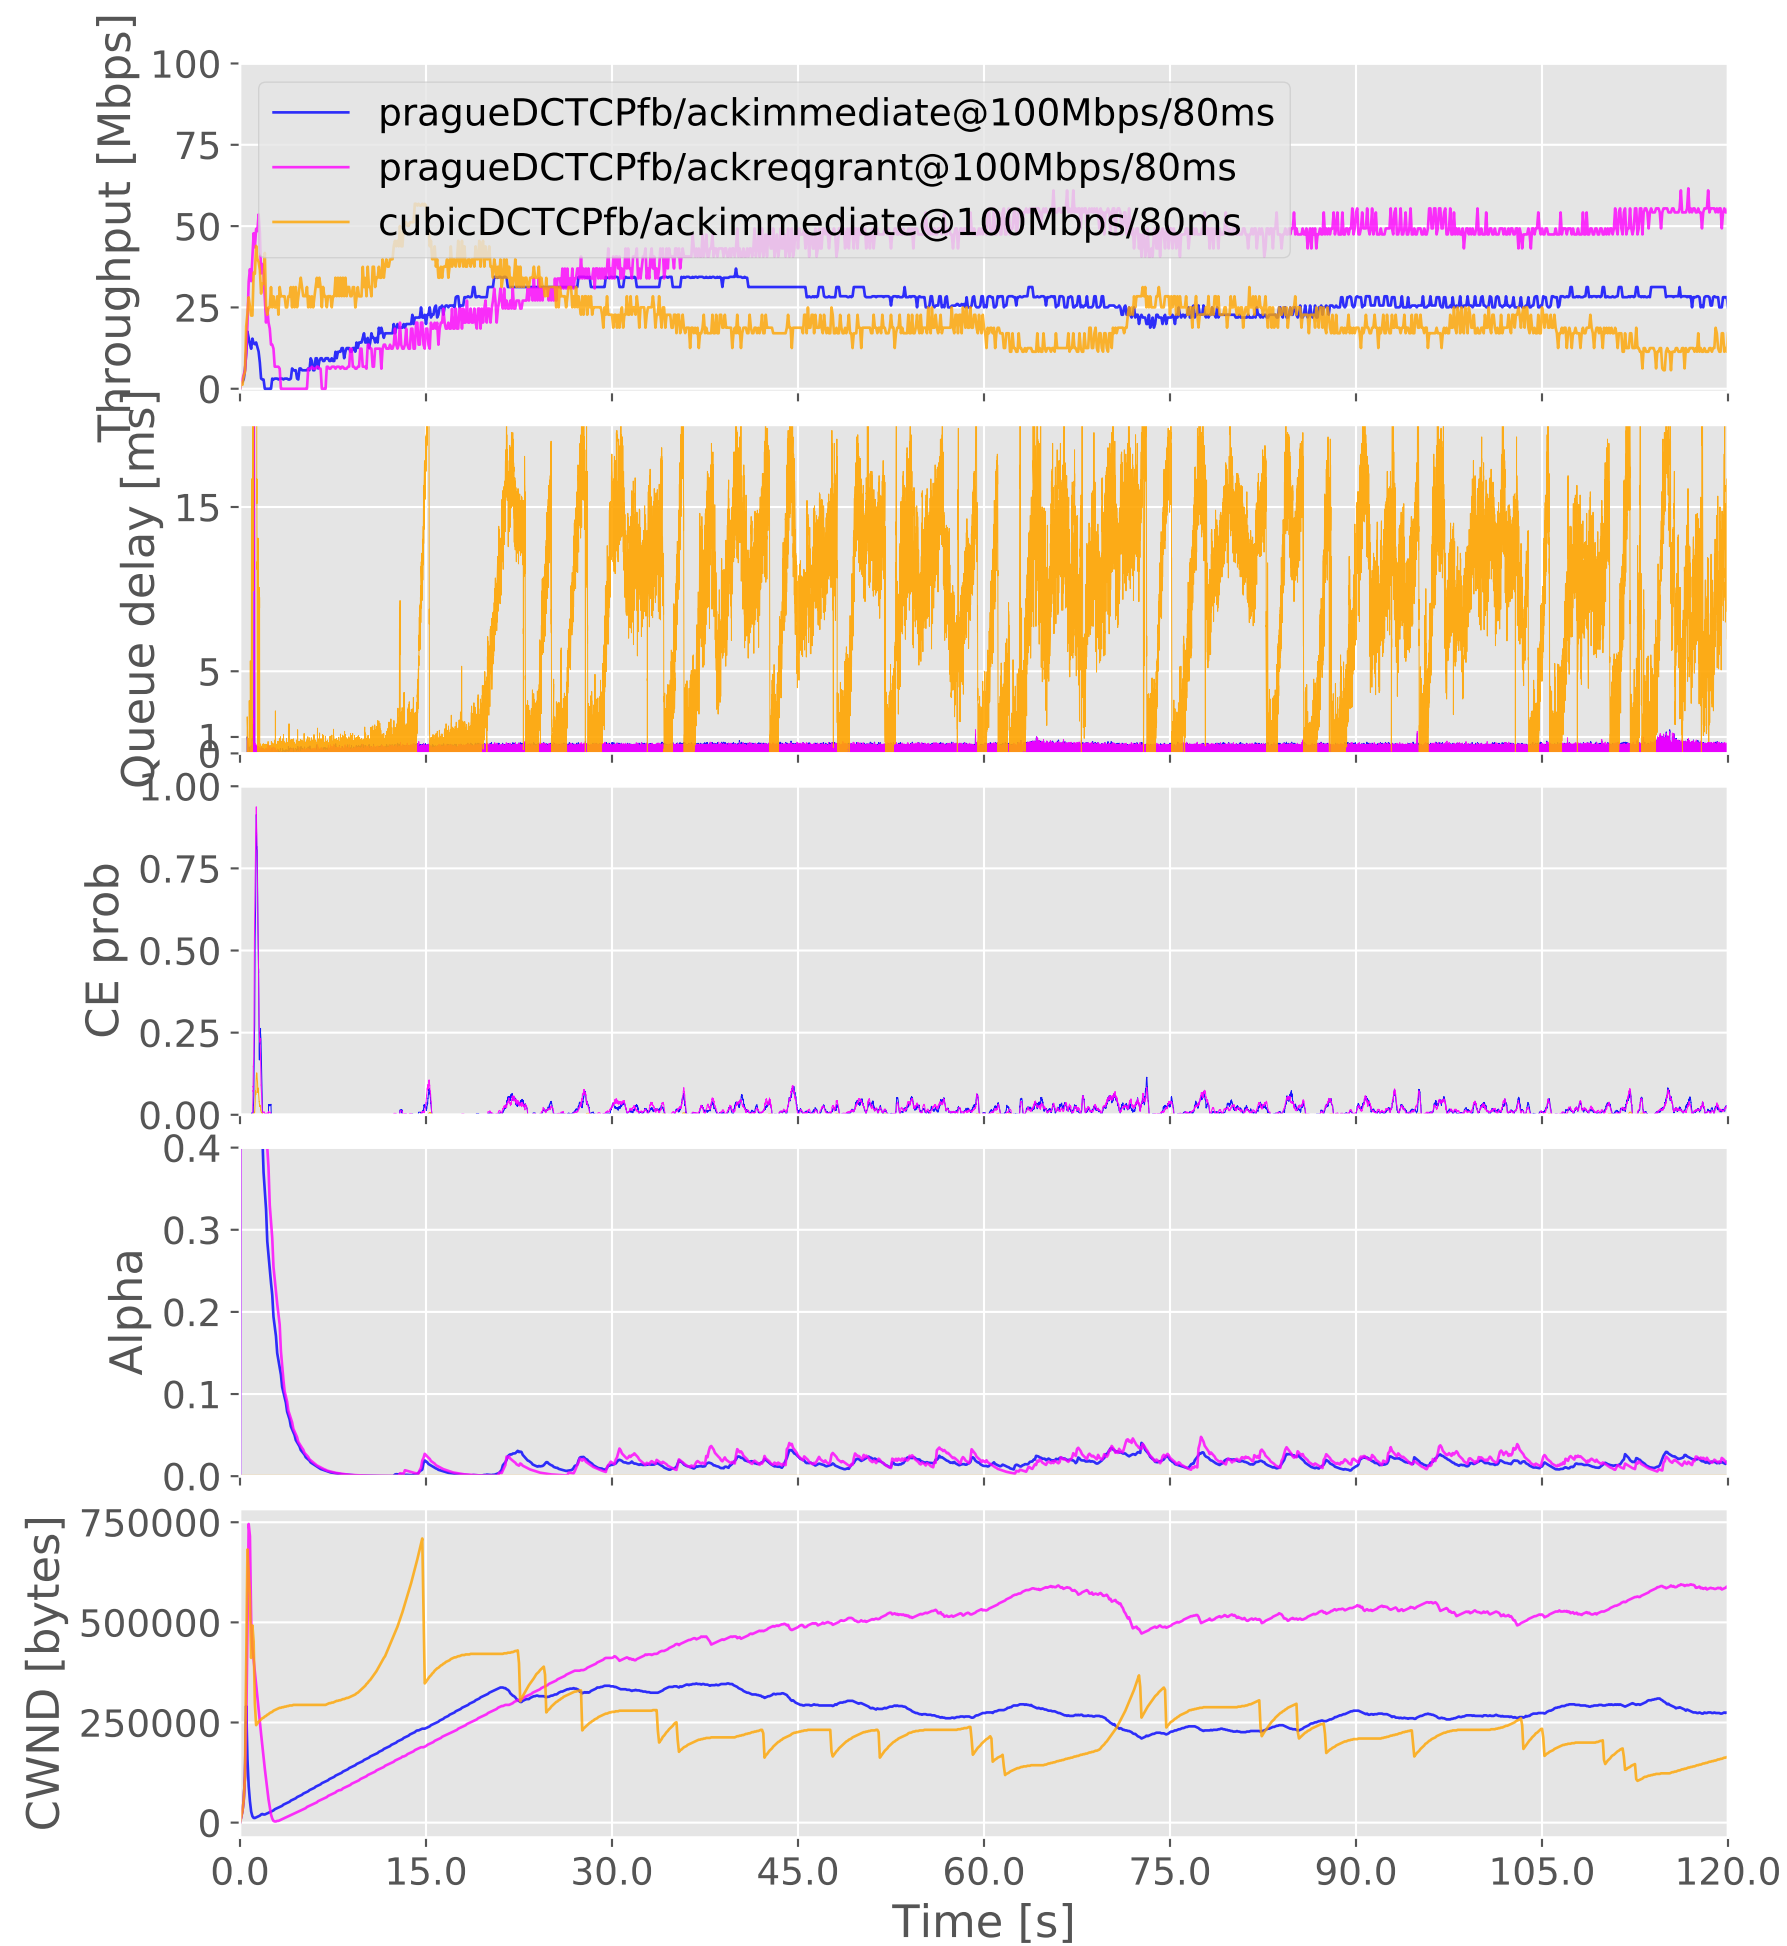 Throughput [Mbps]
100
75
50
25
0
pragueDCTCPfb/ackimmediate@100Mbps/80ms
pragueDCTCPfb/ackreqgrant@100Mbps/80ms
cubicDCTCPfb/ackimmediate@100Mbps/80ms
Queue delay [ms]
15
5
1
0
CE prob
1.00
0.75
0.50
0.25
0.00
Alpha
0.4
0.3
0.2
0.1
0.0
CWND [bytes]
750000
500000
250000
0
0.0 15.0 30.0 45.0 60.0 75.0 90.0 105.0 120.0
Time [s]